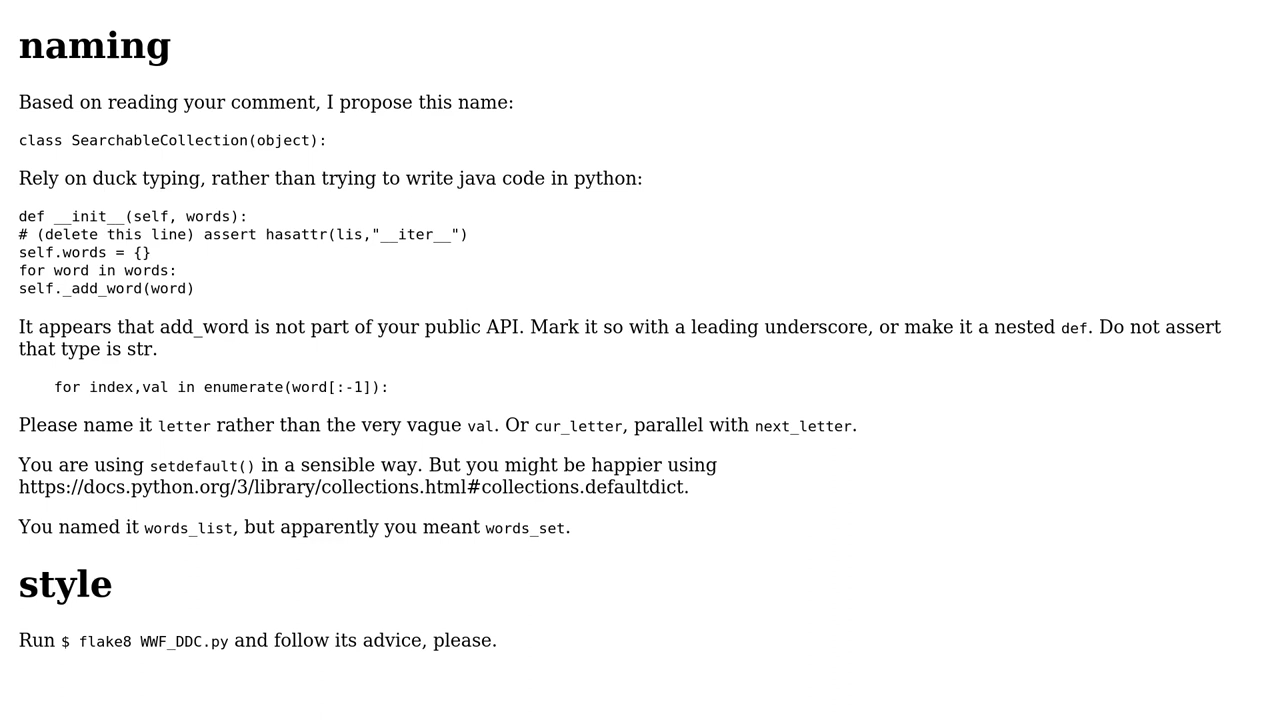 naming
Based on reading your comment, I propose this name:
class SearchableCollection(object):
Rely on duck typing, rather than trying to write java code in python:
def __init__(self, words):
# (delete this line) assert hasattr(lis,"__iter__")
self.words = {}
for word in words:
self._add_word(word)
It appears that add_word is not part of your public API. Mark it so with a leading underscore, or make it a nested def. Do not assert
that type is str.
    for index,val in enumerate(word[:-1]):
Please name it letter rather than the very vague val. Or cur_letter, parallel with next_letter.
You are using setdefault() in a sensible way. But you might be happier using
https://docs.python.org/3/library/collections.html#collections.defaultdict.
You named it words_list, but apparently you meant words_set.
style
Run $ flake8 WWF_DDC.py and follow its advice, please.